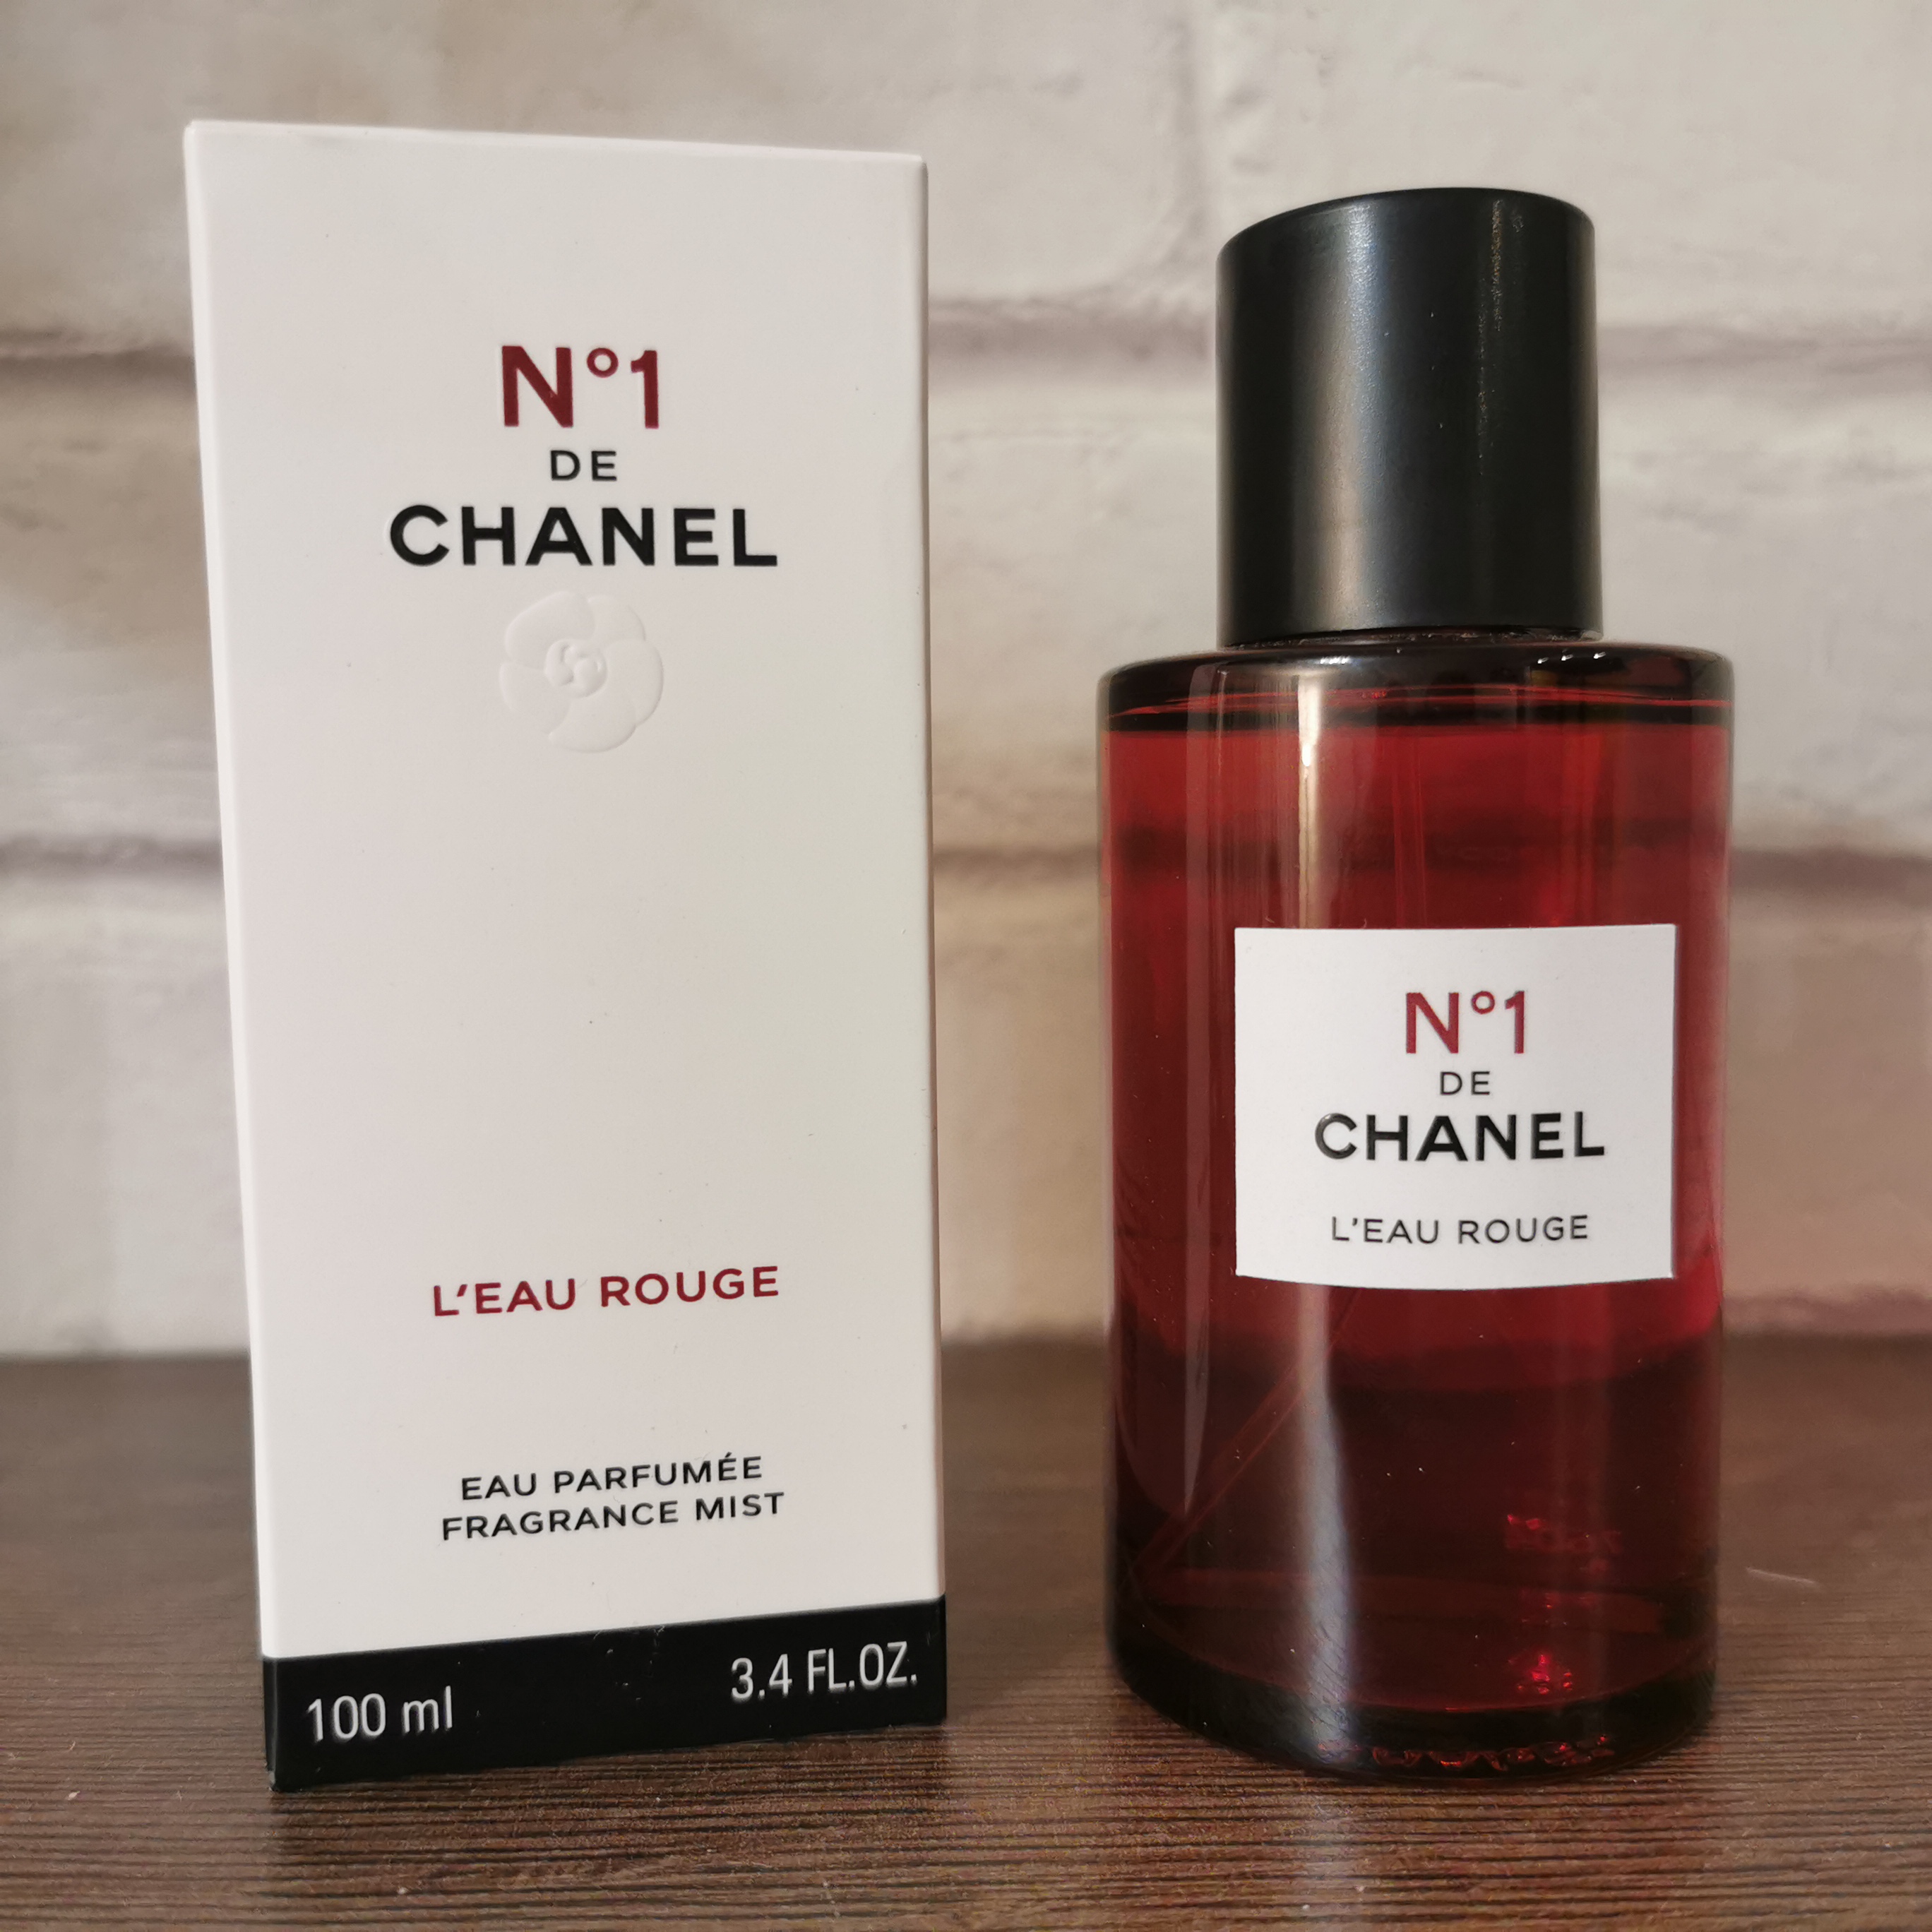 N°1
DE
CHANEL
L'EAU ROUGE
EAU PARFUMÉE
FRAGRANCE MIST
100 ml
3.4 FL.OZ.
N°1
DE
CHANEL
L'EAU ROUGE